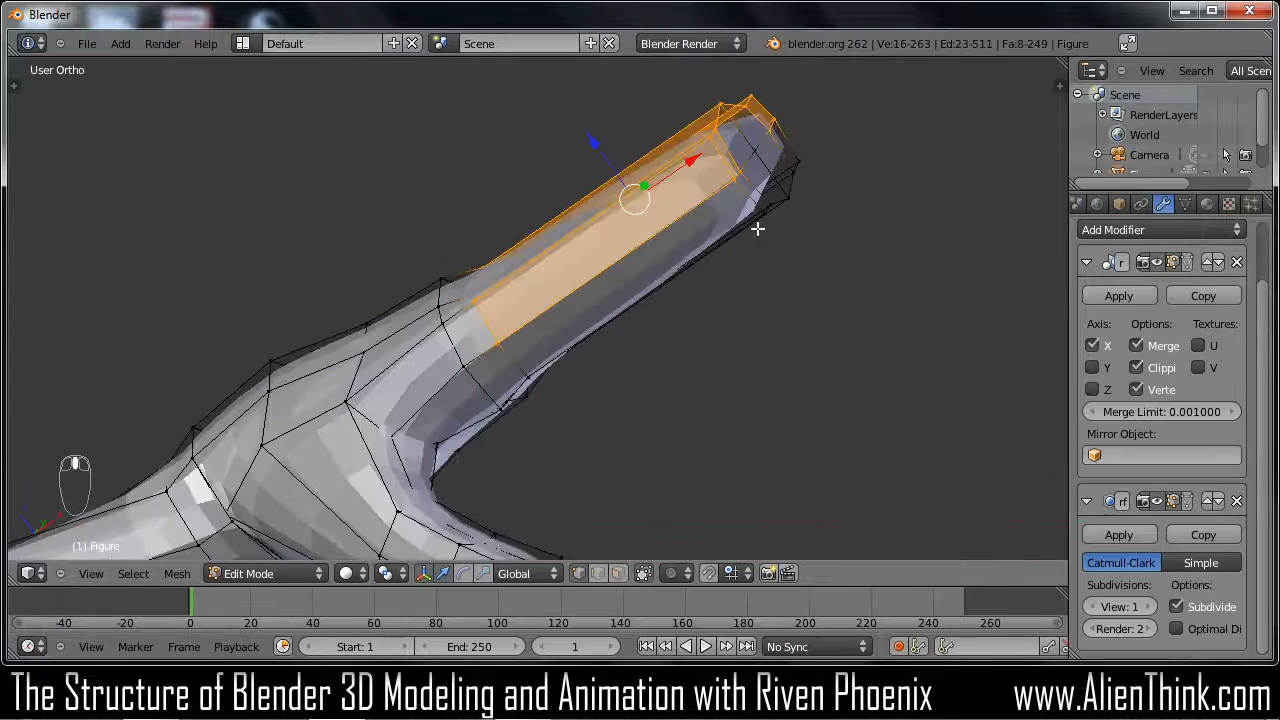 Blender
File Add Render Help Default Scene Blender Render blender.org 262 | Ve:16-263 | Ed:23-511 | Fa:8-249 | Figure
User Ortho
View Search All Scen
Scene
RenderLayers
World
Camera
Add Modifier
Apply Copy
Axis: Options: Textures:
X Merge U
Y Clippi V
Z Verte
Merge Limit: 0.001000
Mirror Object:
Apply Copy
Catmull-Clark Simple
Subdivisions: Options:
View: 1 Subdivide
Render: 2 Optimal Di
(1) Figure
View Select Mesh Edit Mode Global
-40 -20 0 20 40 60 80 100 120 140 160 180 200 220 240 260
View Marker Frame Playback Start: 1 End: 250 1 No Sync
The Structure of Blender 3D Modeling and Animation with Riven Phoenix www.AlienThink.com